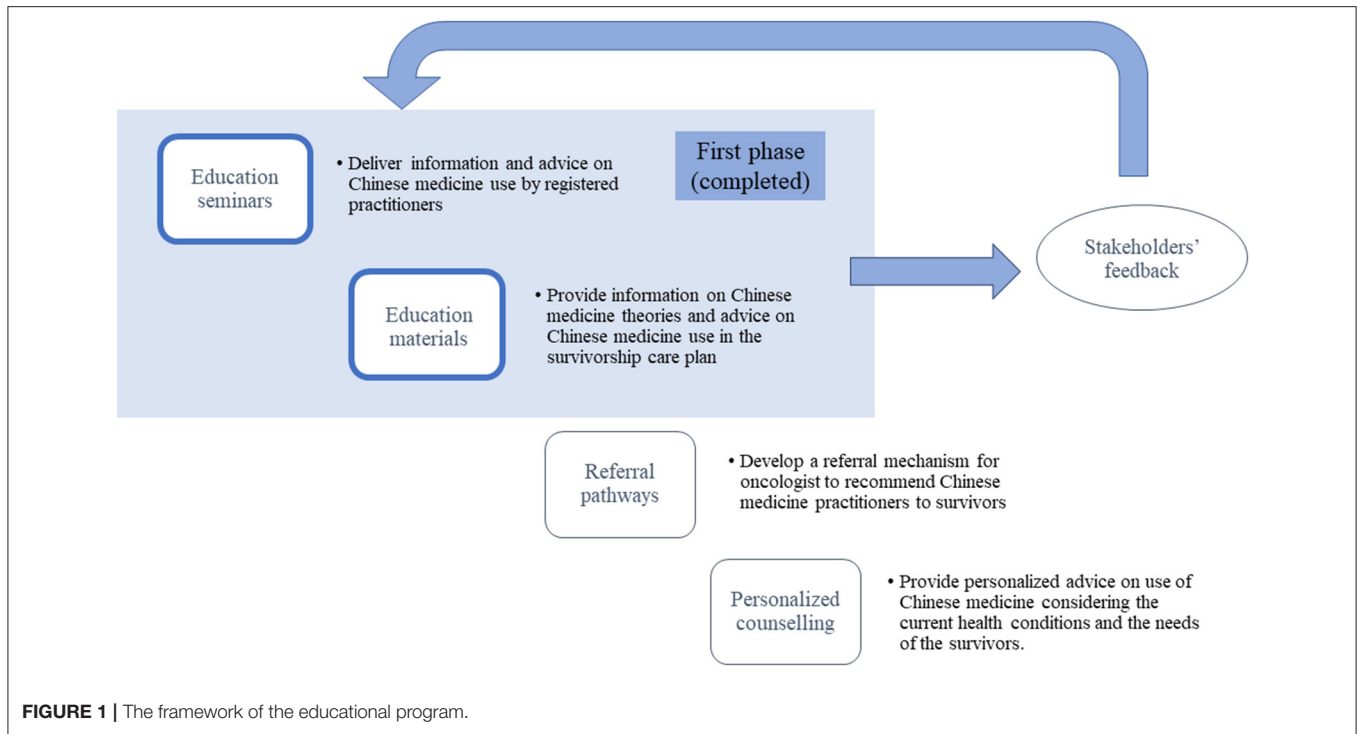 Education
seminars
• Deliver information and advice on
Chinese medicine use by registered
practitioners
First phase
(completed)
Education
materials
• Provide information on Chinese
medicine theories and advice on
Chinese medicine use in the
survivorship care plan
Stakeholders’
feedback
Referral
pathways
• Develop a referral mechanism for
oncologist to recommend Chinese
medicine practitioners to survivors
Personalized
counselling
• Provide personalized advice on use of
Chinese medicine considering the
current health conditions and the needs
of the survivors.
FIGURE 1 | The framework of the educational program.